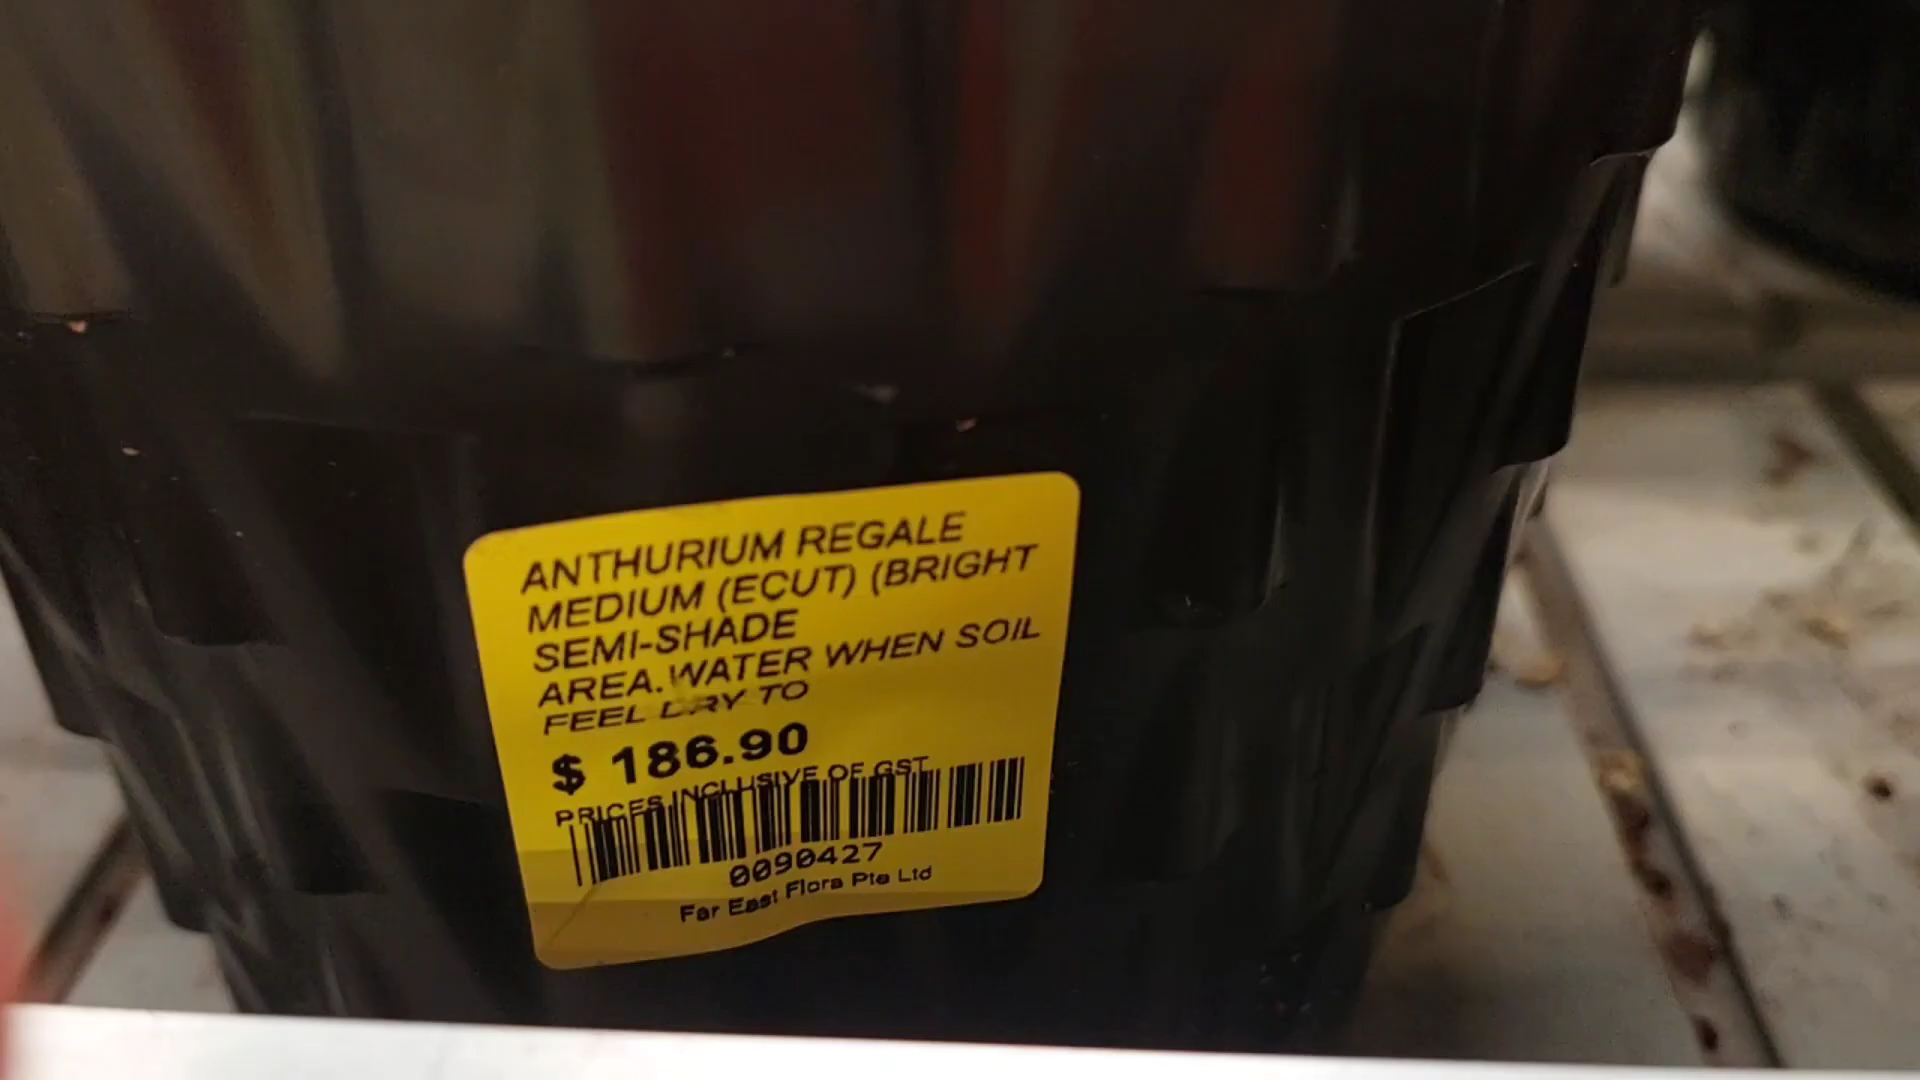 ANTHURIUM REGALE
MEDIUM (ECUT) (BRIGHT
SEMI-SHADE
AREA.WATER WHEN SOIL
FEEL DRY TO
$ 186.90
PRICES INCLUSIVE OF GST
0090427
Far East Flora Pte Ltd